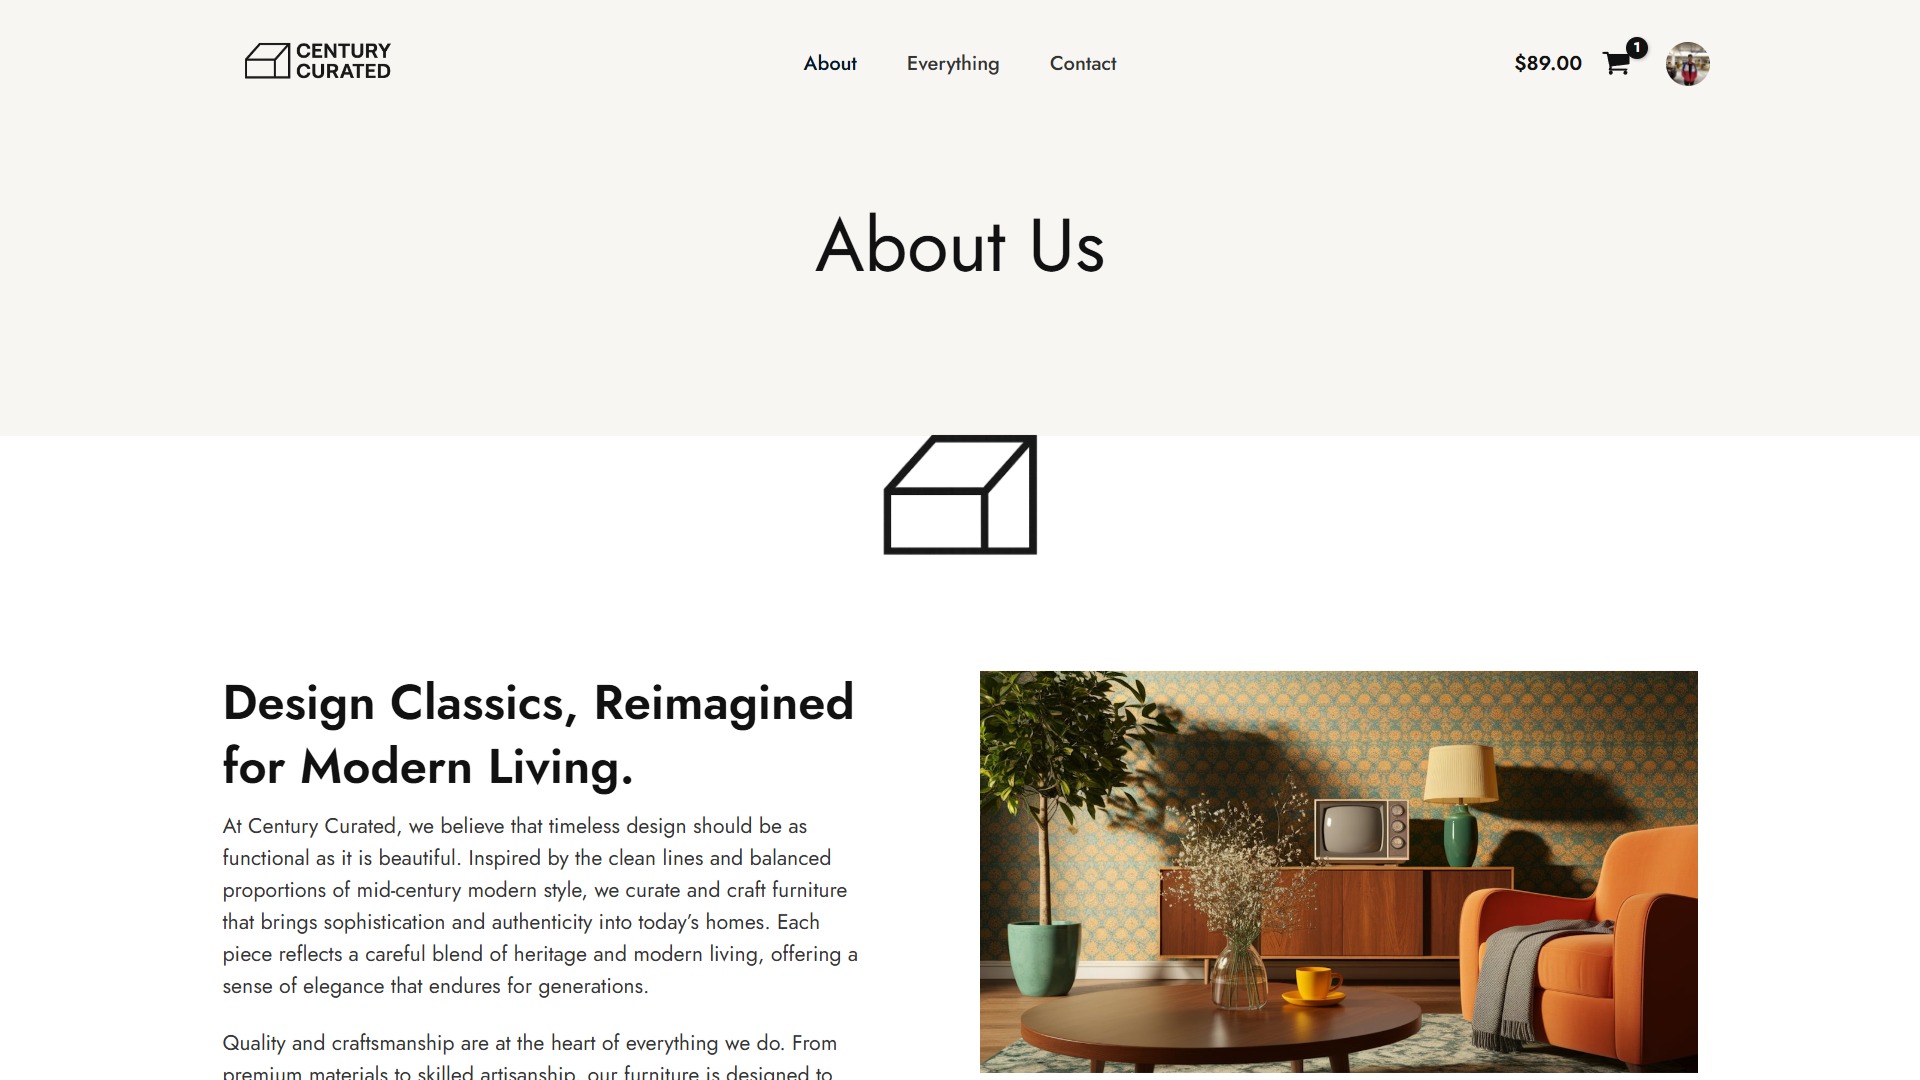 CENTURY
CURATED
About
Everything
Contact
$89.00
1
About Us
Design Classics, Reimagined
for Modern Living.
At Century Curated, we believe that timeless design should be as
functional as it is beautiful. Inspired by the clean lines and balanced
proportions of mid-century modern style, we curate and craft furniture
that brings sophistication and authenticity into today’s homes. Each
piece reflects a careful blend of heritage and modern living, offering a
sense of elegance that endures for generations.
Quality and craftsmanship are at the heart of everything we do. From
premium materials to skilled artisanship, our furniture is designed to